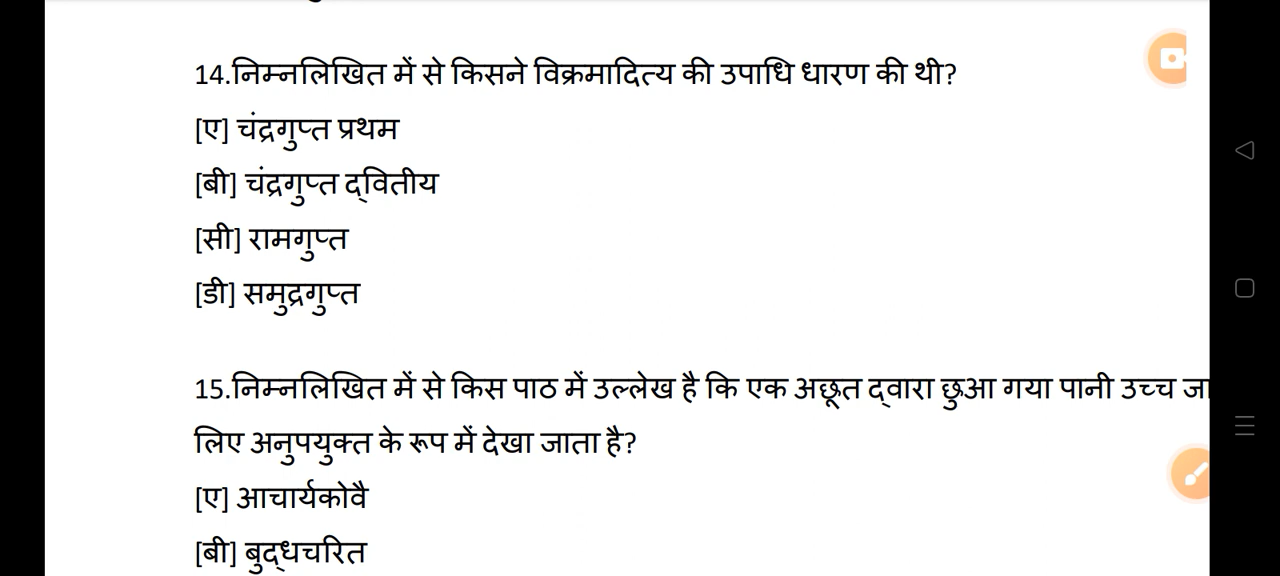 14.निम्नलिखित में से किसने विक्रमादित्य की उपाधि धारण की थी?
[ए] चंद्रगुप्त प्रथम
[बी] चंद्रगुप्त द्वितीय
[सी] रामगुप्त
[डी] समुद्रगुप्त
15.निम्नलिखित में से किस पाठ में उल्लेख है कि एक अछूत द्वारा छुआ गया पानी उच्च
लिए अनुपयुक्त के रूप में देखा जाता है?
[ए] आचार्यकोवै
[बी] बुद्धचरित